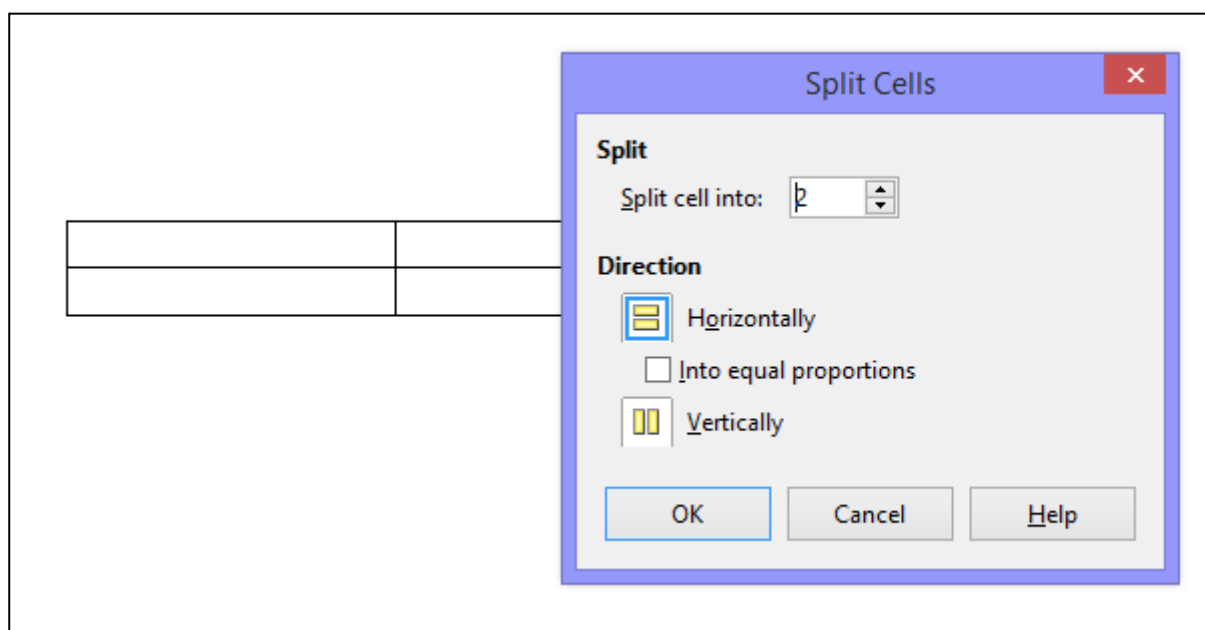 Split Cells
Split
Split cell into: 2
Direction
Horizontally
Into equal proportions
Vertically
OK Cancel Help